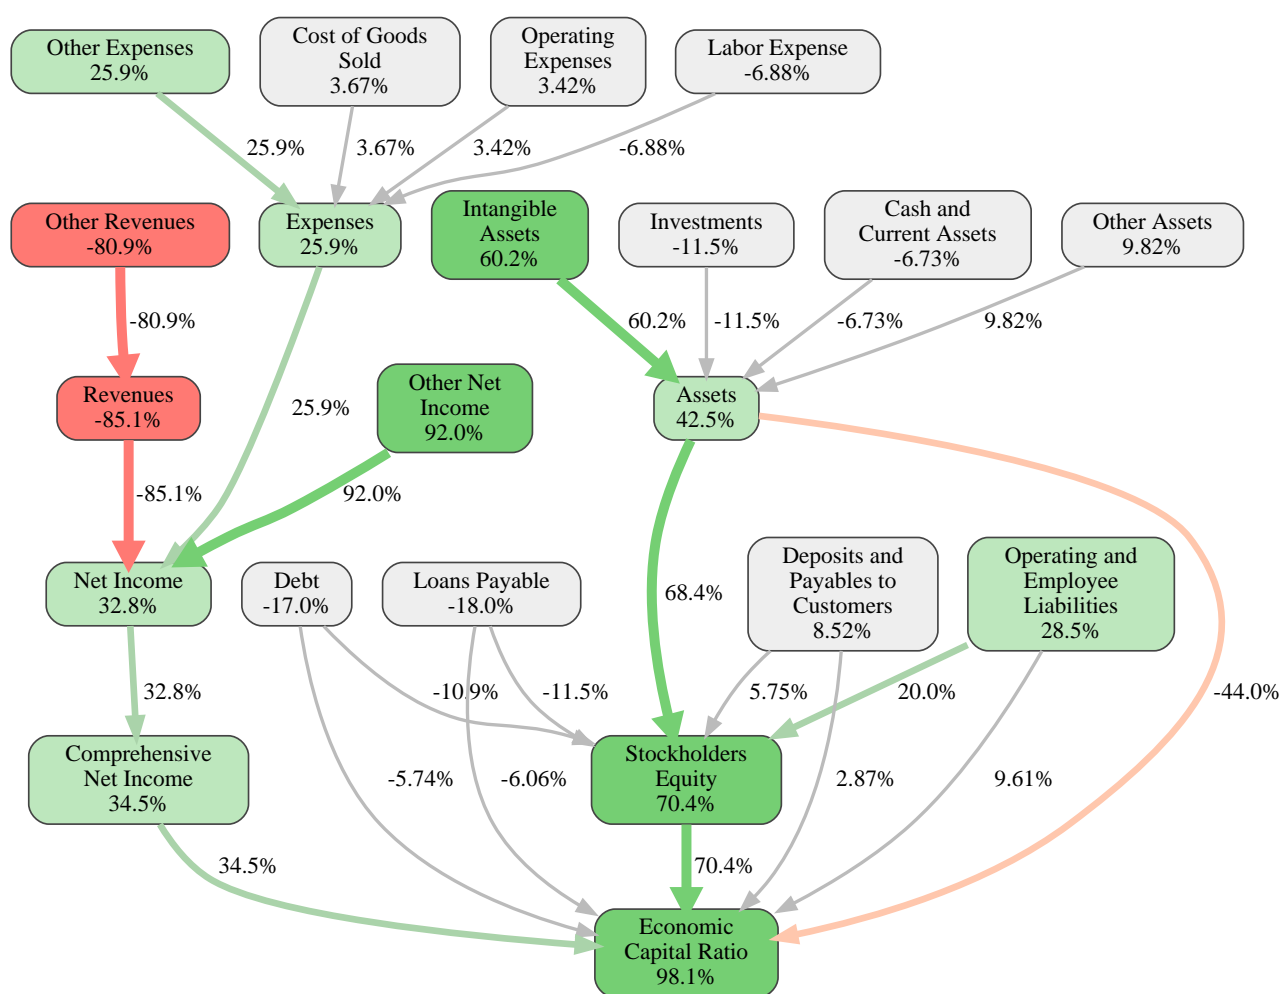 Other Expenses
25.9%
Cost of Goods
Sold
3.67%
Operating
Expenses
3.42%
Labor Expense
-6.88%
25.9%
3.67%
3.42%
-6.88%
Other Revenues
-80.9%
Expenses
25.9%
Intangible
Assets
60.2%
Investments
-11.5%
Cash and
Current Assets
-6.73%
Other Assets
9.82%
-80.9%
60.2%
-11.5%
-6.73%
9.82%
Revenues
-85.1%
25.9%
Other Net
Income
92.0%
Assets
42.5%
-85.1%
92.0%
Net Income
32.8%
Debt
-17.0%
Loans Payable
-18.0%
68.4%
Deposits and
Payables to
Customers
8.52%
Operating and
Employee
Liabilities
28.5%
32.8%
-10.9%
-11.5%
5.75%
20.0%
-44.0%
Comprehensive
Net Income
34.5%
-5.74%
-6.06%
Stockholders
Equity
70.4%
2.87%
9.61%
34.5%
70.4%
Economic
Capital Ratio
98.1%